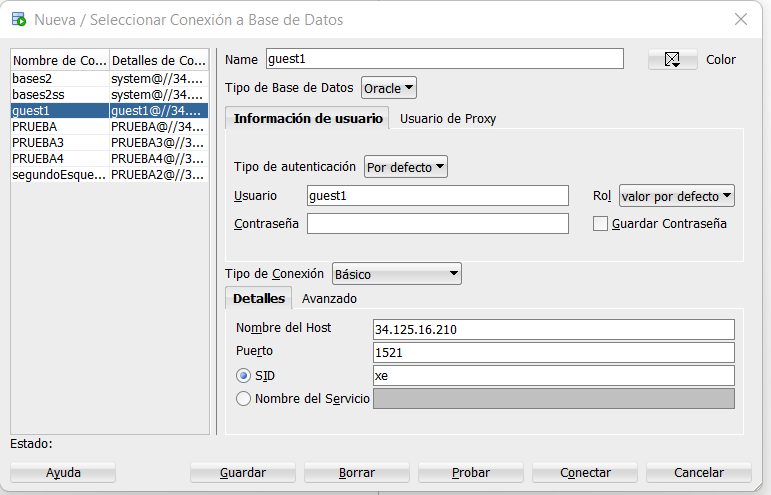 Nueva / Seleccionar Conexión a Base de Datos
Nombre de Co... Detalles de Co...
bases2 system@//34....
bases2ss system@//34....
guest1 guest1@//34....
PRUEBA PRUEBA@//34...
PRUEBA3 PRUEBA3@//3...
PRUEBA4 PRUEBA4@//3...
segundoEsque... PRUEBA2@//3...
Name guest1 Color
Tipo de Base de Datos Oracle
Información de usuario Usuario de Proxy
Tipo de autenticación Por defecto
Usuario guest1 Rol valor por defecto
Contraseña Guardar Contraseña
Tipo de Conexión Básico
Detalles Avanzado
Nombre del Host 34.125.16.210
Puerto 1521
SID xe
Nombre del Servicio
Estado:
Ayuda Guardar Borrar Probar Conectar Cancelar